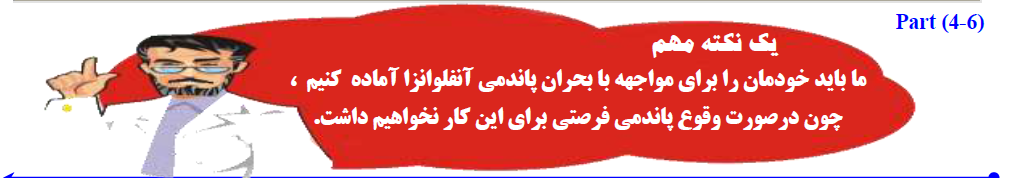 Part (4-6)
یک نکته مهم
ما باید خودمان را برای مواجهه با بحران پاندمی آنفلوانزا آماده کنیم ،
چون درصورت وقوع پاندمی فرصتی برای این کار نخواهیم داشت.